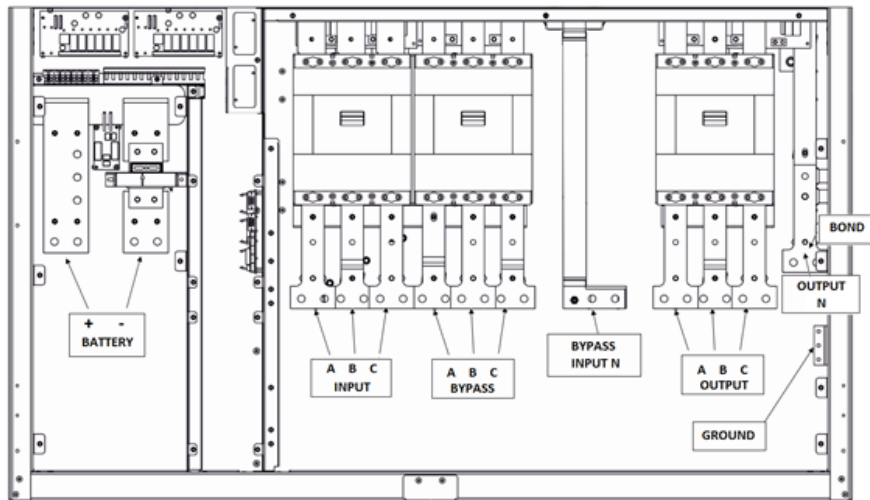 + -
BATTERY
A B C
INPUT
A B C
BYPASS
BYPASS
INPUT N
A B C
OUTPUT
BOND
OUTPUT
N
GROUND